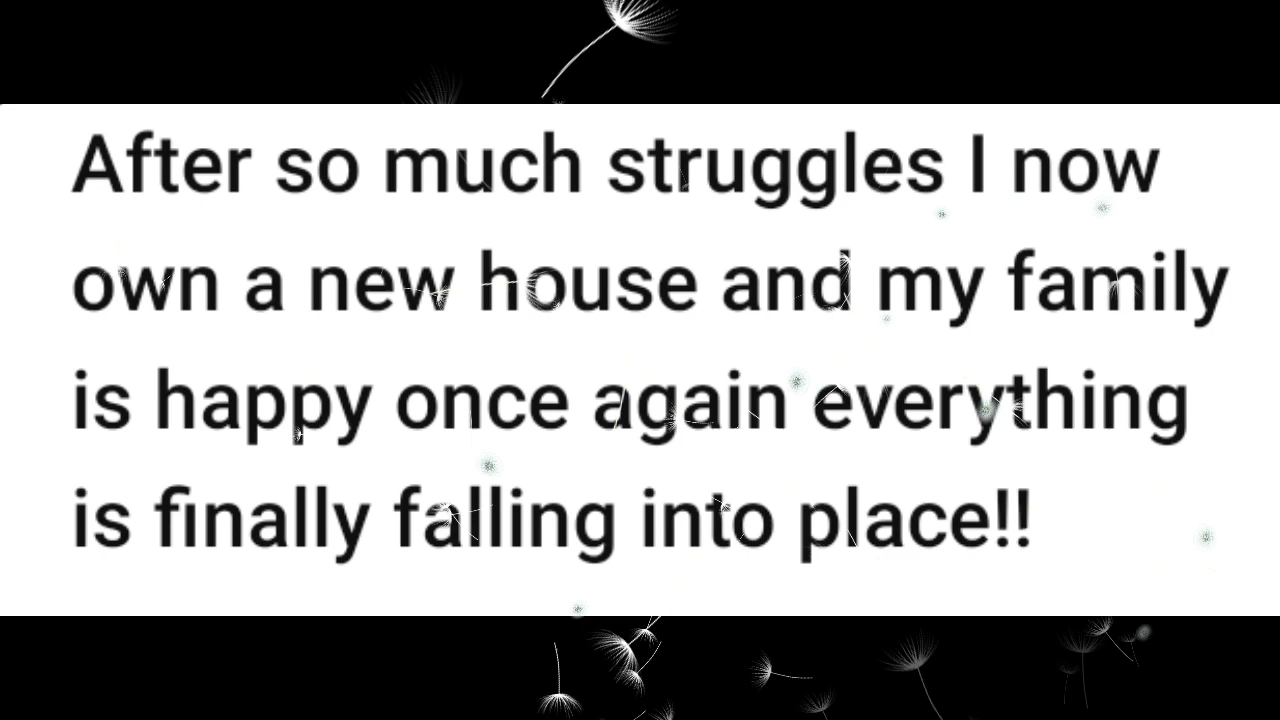 After so much struggles I now
own a new house and my family
is happy once again everything
is finally falling into place!!